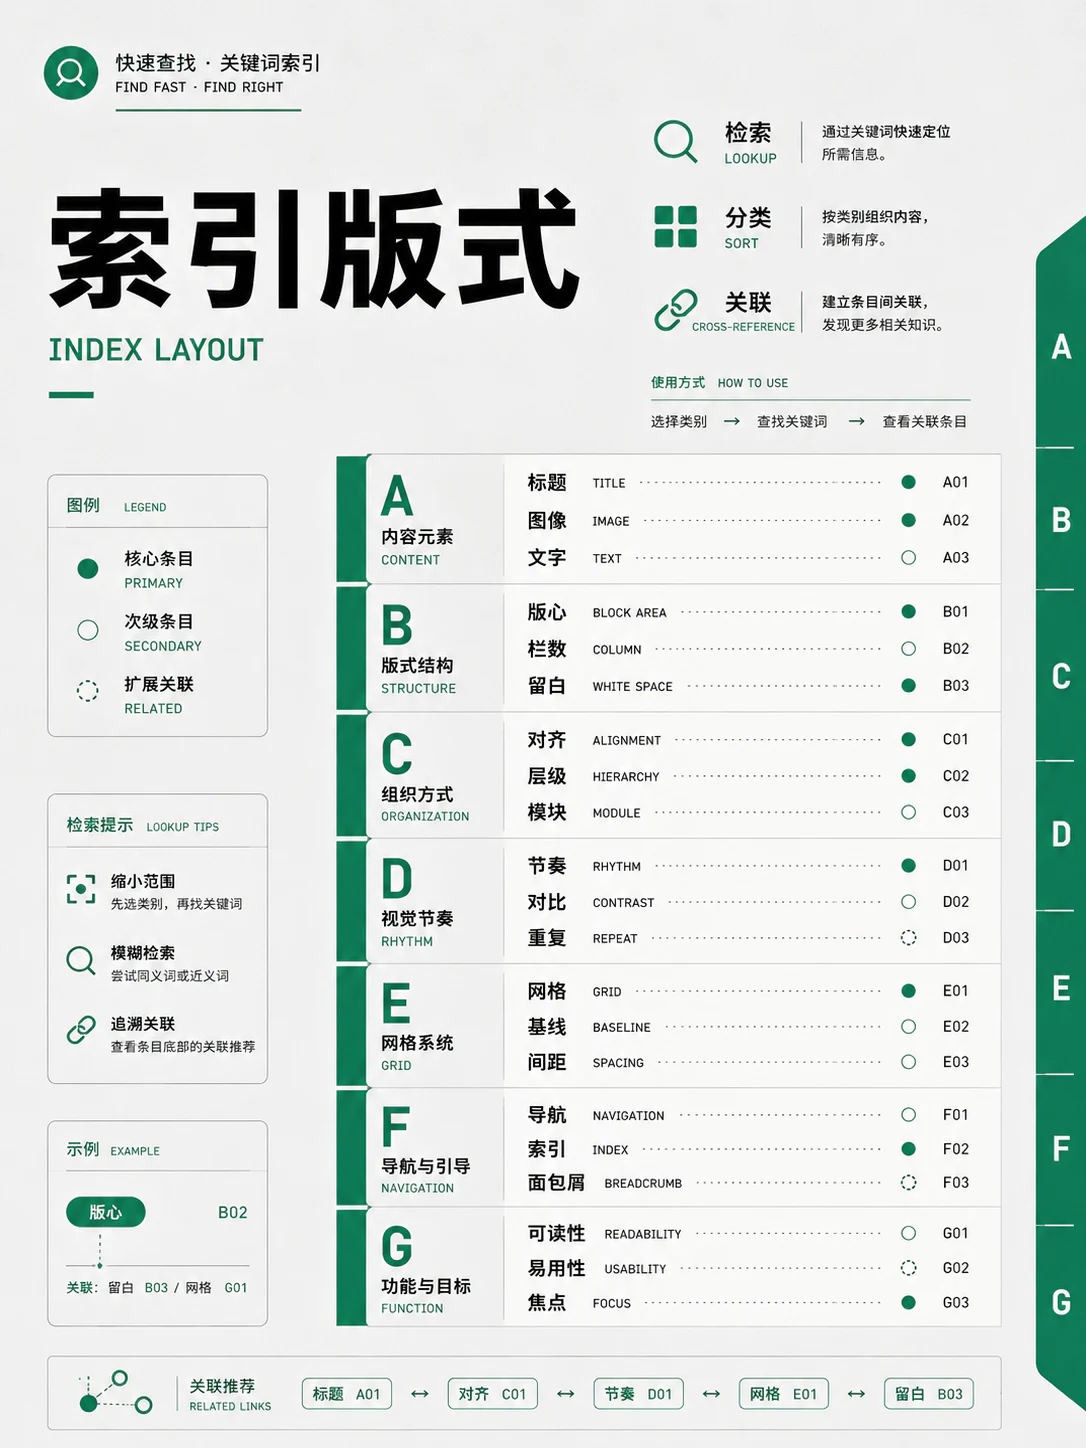 快速查找 · 关键词索引
FIND FAST · FIND RIGHT
索引版式
INDEX LAYOUT
检索
LOOKUP
通过关键词快速定位
所需信息。
分类
SORT
按类别组织内容，
清晰有序。
关联
CROSS-REFERENCE
建立条目间关联，
发现更多相关知识。
使用方式 HOW TO USE
选择类别 → 查找关键词 → 查看关联条目
图例 LEGEND
核心条目
PRIMARY
次级条目
SECONDARY
扩展关联
RELATED
检索提示 LOOKUP TIPS
缩小范围
先选类别，再找关键词
模糊检索
尝试同义词或近义词
追溯关联
查看条目底部的关联推荐
示例 EXAMPLE
版心 B02
关联： 留白 B03 / 网格 G01
A
内容元素
CONTENT
标题 TITLE A01
图像 IMAGE A02
文字 TEXT A03
B
版式结构
STRUCTURE
版心 BLOCK AREA B01
栏数 COLUMN B02
留白 WHITE SPACE B03
C
组织方式
ORGANIZATION
对齐 ALIGNMENT C01
层级 HIERARCHY C02
模块 MODULE C03
D
视觉节奏
RHYTHM
节奏 RHYTHM D01
对比 CONTRAST D02
重复 REPEAT D03
E
网格系统
GRID
网格 GRID E01
基线 BASELINE E02
间距 SPACING E03
F
导航与引导
NAVIGATION
导航 NAVIGATION F01
索引 INDEX F02
面包屑 BREADCRUMB F03
G
功能与目标
FUNCTION
可读性 READABILITY G01
易用性 USABILITY G02
焦点 FOCUS G03
A
B
C
D
E
F
G
关联推荐
RELATED LINKS
标题 A01 ↔ 对齐 C01 ↔ 节奏 D01 ↔ 网格 E01 ↔ 留白 B03